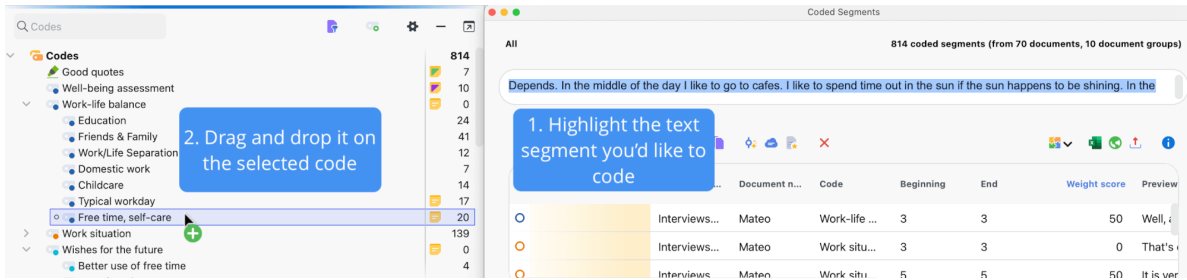 Codes
Codes 814
Good quotes 7
Well-being assessment 10
Work-life balance 0
Education 24
Friends & Family 41
Work/Life Separation 12
Domestic work 7
Childcare 14
Typical workday 17
Free time, self-care 20
Work situation 139
Wishes for the future 0
Better use of free time 4
2. Drag and drop it on
the selected code
Coded Segments
All 814 coded segments (from 70 documents, 10 document groups)
Depends. In the middle of the day I like to go to cafes. I like to spend time out in the sun if the sun happens to be shining. In the
1. Highlight the text
segment you'd like to
code
Document n... Code Beginning End Weight score Preview
Interviews... Mateo Work-life ... 3 3 50 Well,
Interviews... Mateo Work situ... 3 3 0 That's
Interviews... Mateo Work situ... 5 5 50 It is ver